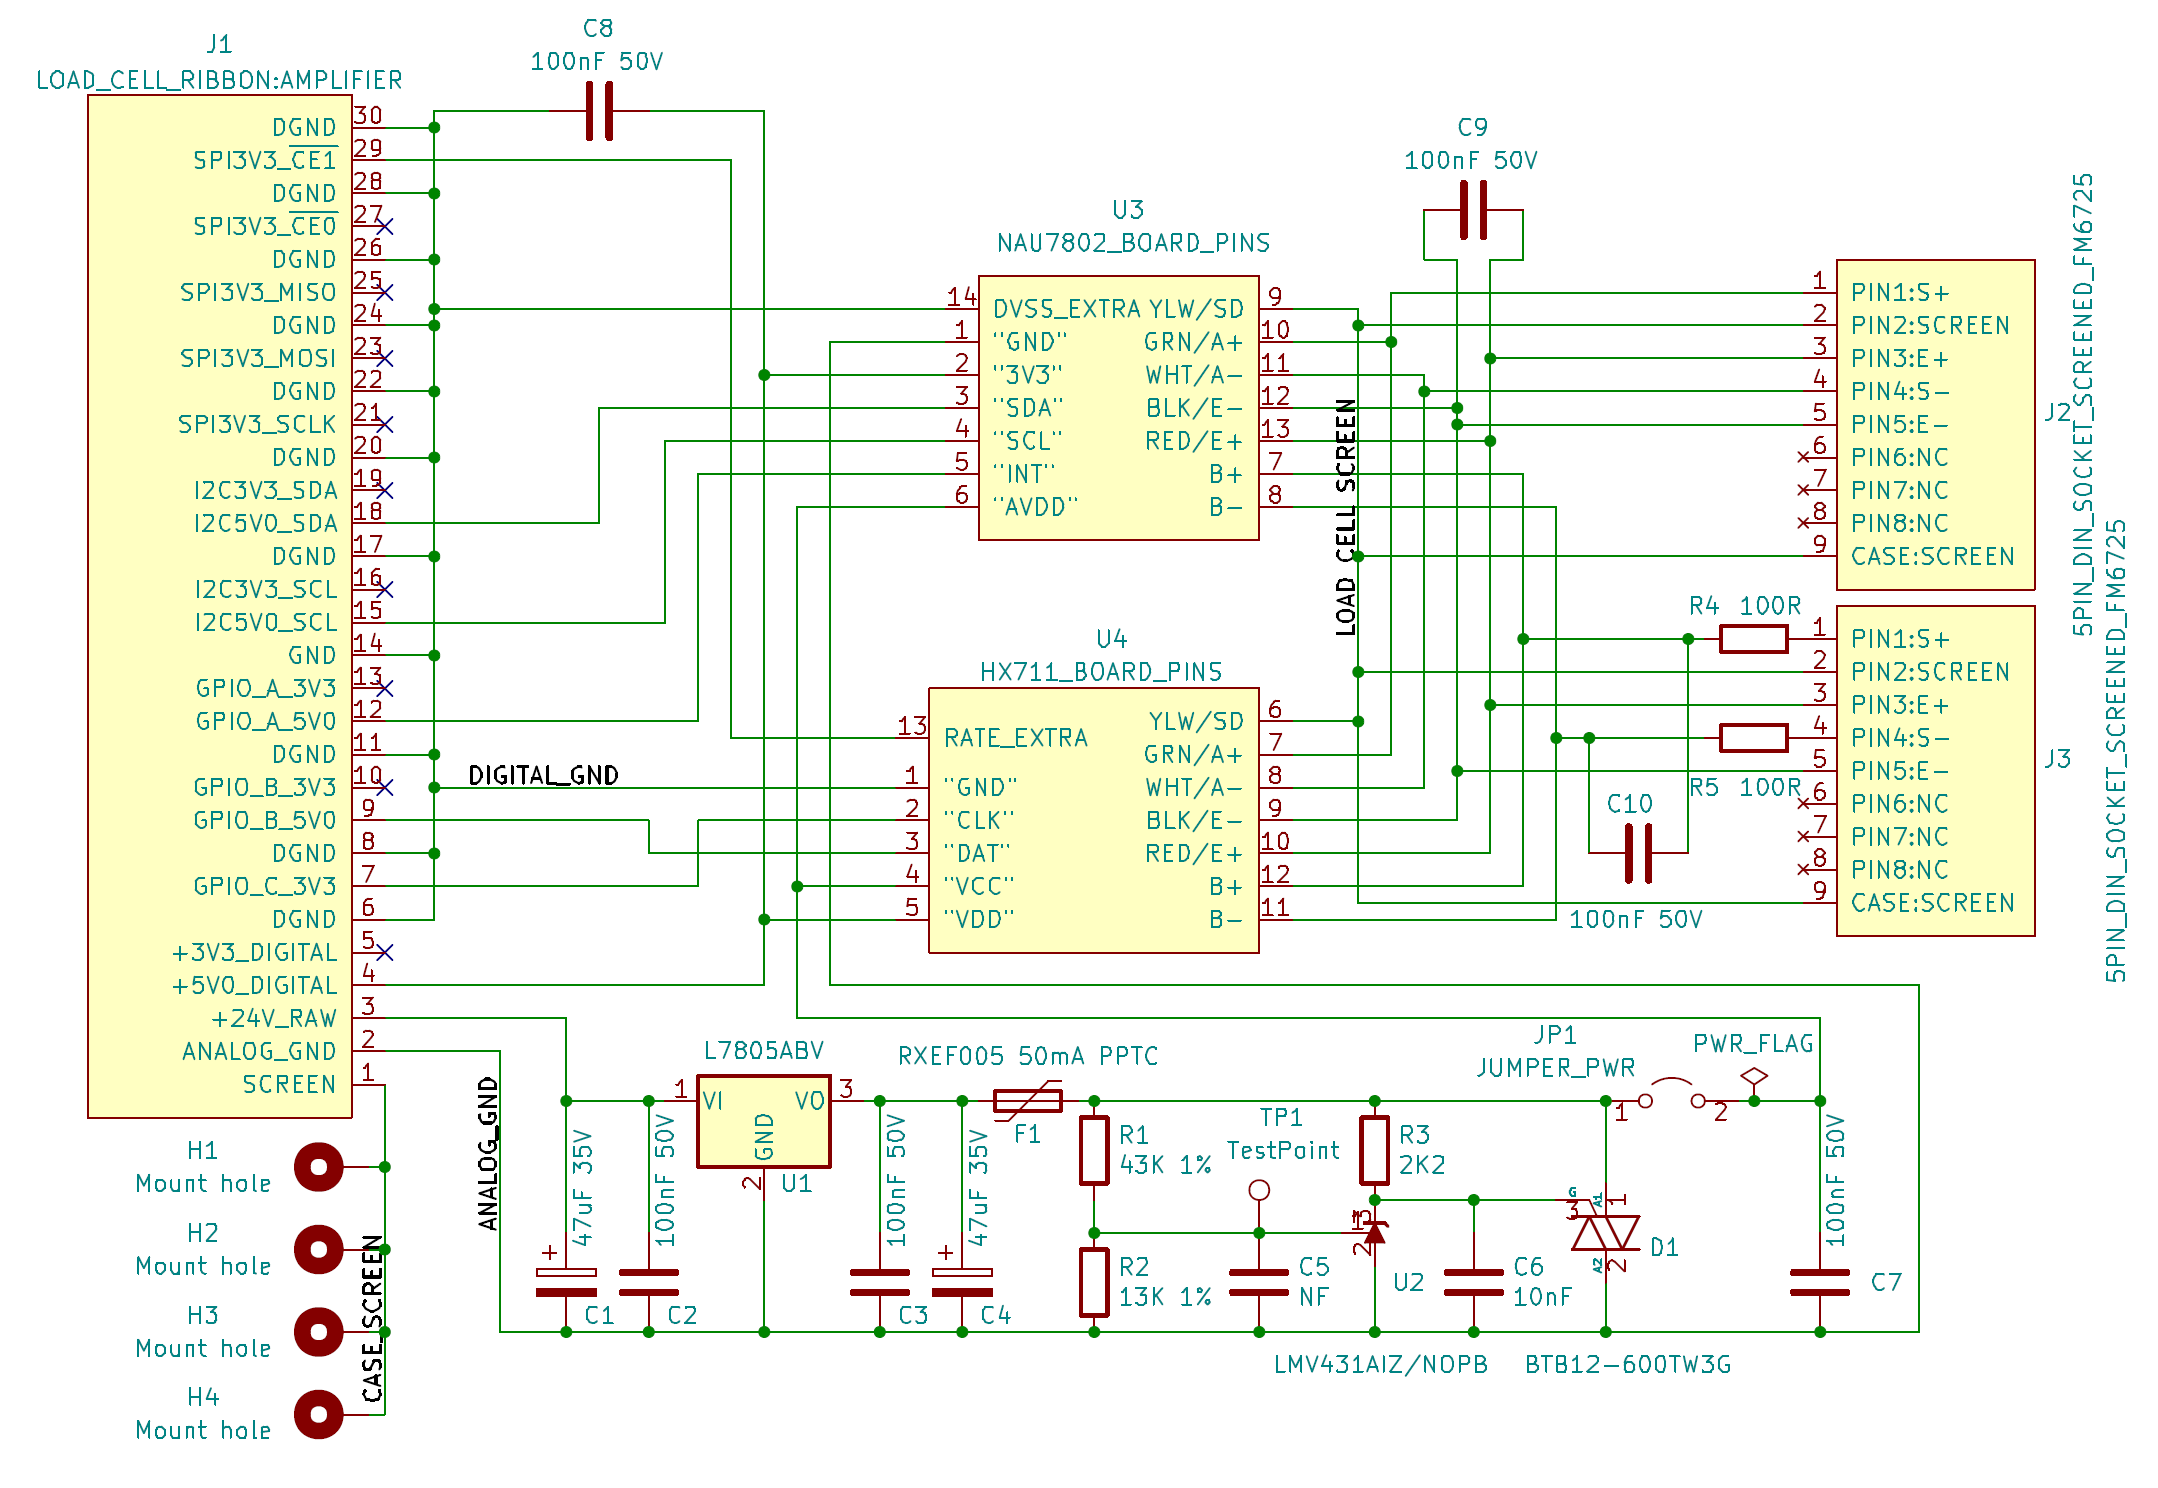 J1
LOAD_CELL_RIBBON:AMPLIFIER
DGND 30
SPI3V3_CE1 29
DGND 28
SPI3V3_CE0 27
DGND 26
SPI3V3_MISO 25
DGND 24
SPI3V3_MOSI 23
DGND 22
SPI3V3_SCLK 21
DGND 20
I2C3V3_SDA 19
I2C5V0_SDA 18
DGND 17
I2C3V3_SCL 16
I2C5V0_SCL 15
GND 14
GPIO_A_3V3 13
GPIO_A_5V0 12
DGND 11
GPIO_B_3V3 10
GPIO_B_5V0 9
DGND 8
GPIO_C_3V3 7
DGND 6
+3V3_DIGITAL 5
+5V0_DIGITAL 4
+24V_RAW 3
ANALOG_GND 2
SCREEN 1
H1
Mount hole
H2
Mount hole
H3
Mount hole
H4
Mount hole
CASE_SCREEN
ANALOG_GND
DIGITAL_GND
C8
100nF 50V
C9
100nF 50V
U3
NAU7802_BOARD_PINS
14 DVSS_EXTRA YLW/SD 9
1 "GND" GRN/A+ 10
2 "3V3" WHT/A- 11
3 "SDA" BLK/E- 12
4 "SCL" RED/E+ 13
5 "INT" B+ 7
6 "AVDD" B- 8
LOAD CELL SCREEN
U4
HX711_BOARD_PINS
YLW/SD 6
13 RATE_EXTRA
GRN/A+ 7
1 "GND" WHT/A- 8
2 "CLK" BLK/E- 9
3 "DAT" RED/E+ 10
4 "VCC" B+ 12
5 "VDD" B- 11
1 PIN1:S+
2 PIN2:SCREEN
3 PIN3:E+
4 PIN4:S-
5 PIN5:E-
6 PIN6:NC
7 PIN7:NC
8 PIN8:NC
9 CASE:SCREEN
J2
5PIN_DIN_SOCKET_SCREENED_FM6725
R4 100R
1 PIN1:S+
2 PIN2:SCREEN
3 PIN3:E+
4 PIN4:S-
5 PIN5:E-
6 PIN6:NC
7 PIN7:NC
8 PIN8:NC
9 CASE:SCREEN
J3
5PIN_DIN_SOCKET_SCREENED_FM6725
R5 100R
C10
100nF 50V
L7805ABV
1 VI VO 3
GND
2 U1
47uF 35V
+
C1
100nF 50V
C2
100nF 50V
C3
47uF 35V
+
C4
RXEF005 50mA PPTC
F1
R1
43K 1%
R2
13K 1%
TP1
TestPoint
C5
NF
R3
2K2
1
3
2
U2
LMV431AIZ/NOPB
C6
10nF
G
3
A1 1
A2 2
D1
BTB12-600TW3G
JP1
JUMPER_PWR
1 2
PWR_FLAG
100nF 50V
C7